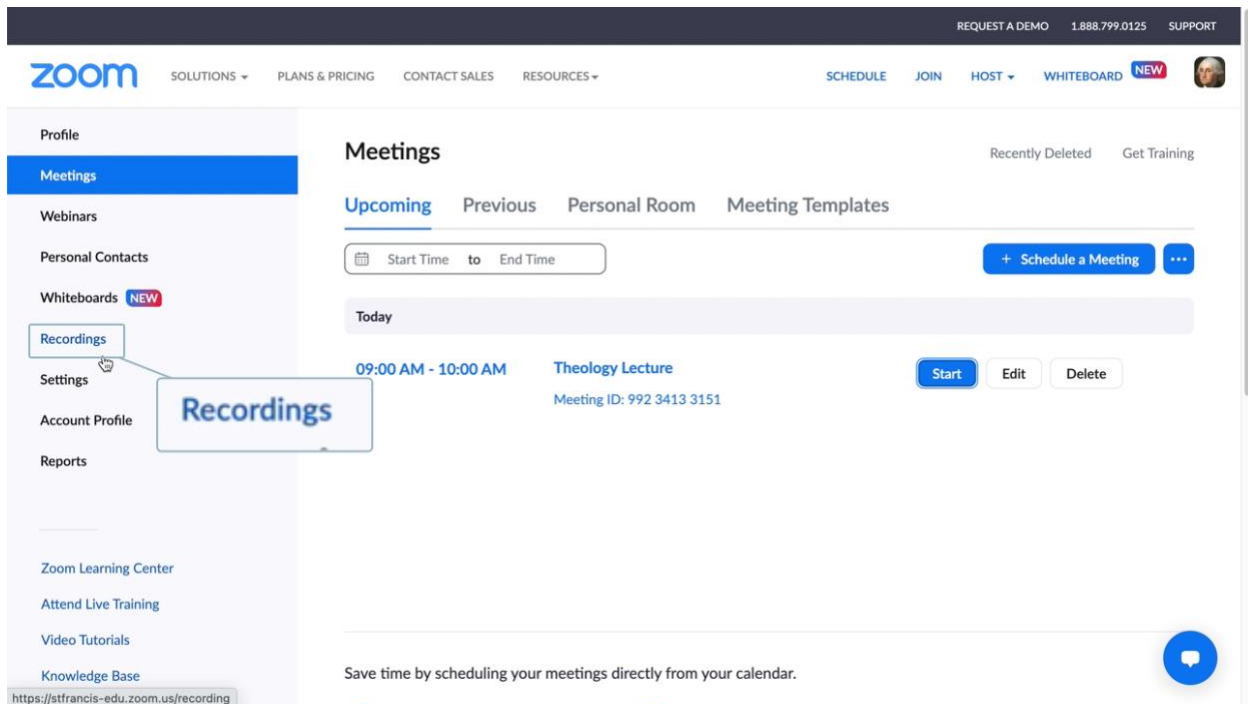 REQUEST A DEMO 1.888.799.0125 SUPPORT
zoom SOLUTIONS PLANS & PRICING CONTACT SALES RESOURCES SCHEDULE JOIN HOST WHITEBOARD NEW
Profile
Meetings
Webinars
Personal Contacts
Whiteboards NEW
Recordings
Settings
Account Profile
Reports
Recordings
Zoom Learning Center
Attend Live Training
Video Tutorials
Knowledge Base
https://stfrancis-edu.zoom.us/recording
Meetings
Recently Deleted Get Training
Upcoming Previous Personal Room Meeting Templates
Start Time to End Time
+ Schedule a Meeting ...
Today
09:00 AM - 10:00 AM Theology Lecture Start Edit Delete
Meeting ID: 992 3413 3151
Save time by scheduling your meetings directly from your calendar.